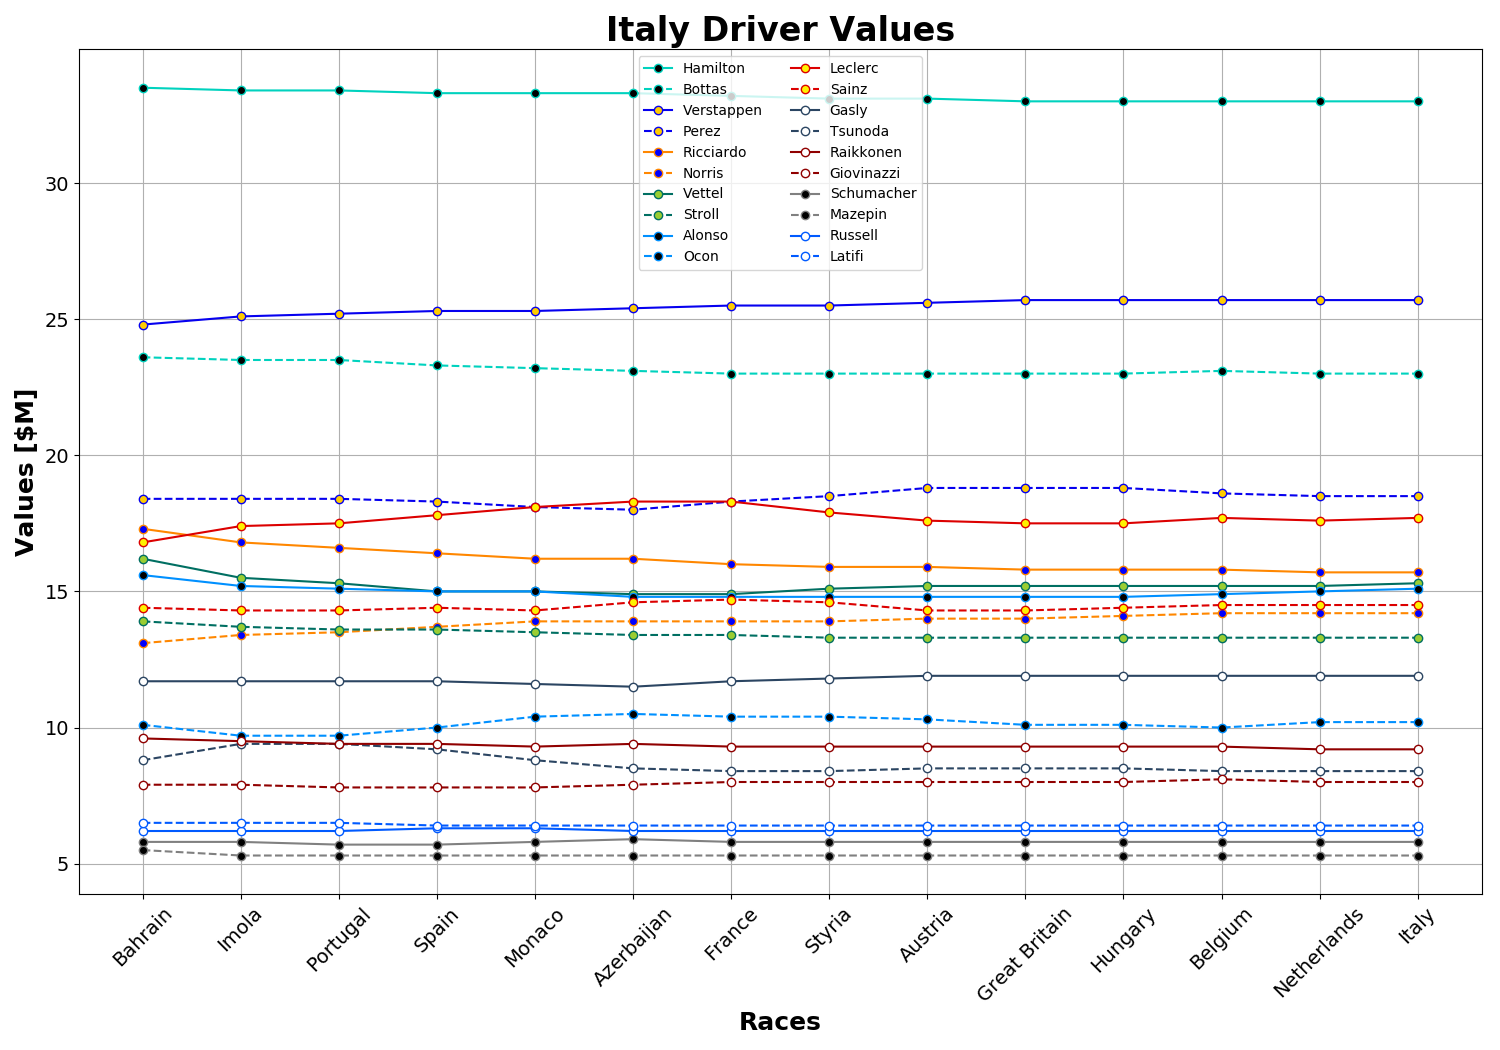 Italy Driver Values
Hamilton
Bottas
Verstappen
Perez
Ricciardo
Norris
Vettel
Stroll
Alonso
Ocon
Leclerc
Sainz
Gasly
Tsunoda
Raikkonen
Giovinazzi
Schumacher
Mazepin
Russell
Latifi
Values [$M]
30
25
20
15
10
5
Bahrain
Imola
Portugal
Spain
Monaco
Azerbaijan
France
Styria
Austria
Great Britain
Hungary
Belgium
Netherlands
Italy
Races